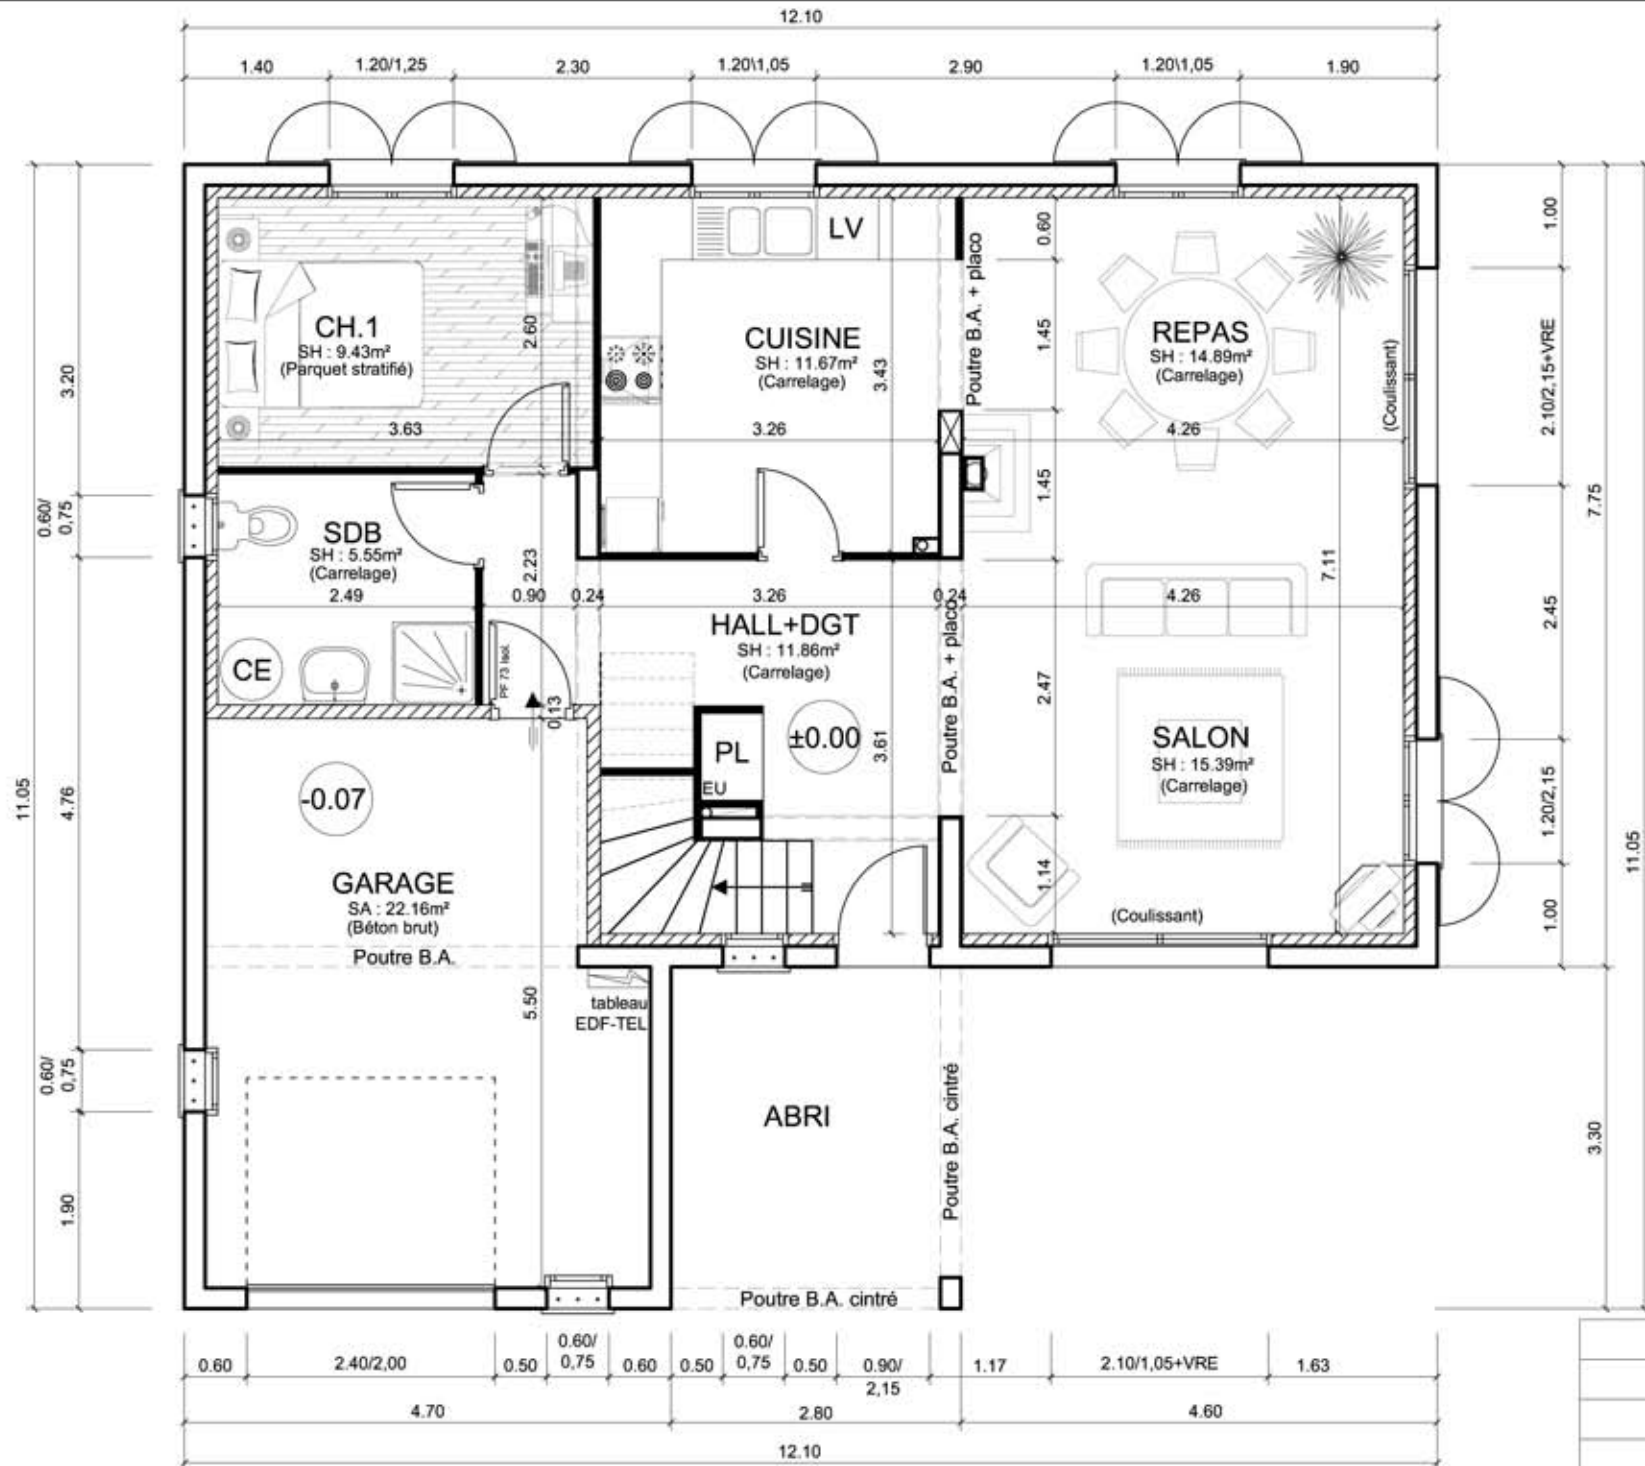 12.10
1.40
1.20/1,25
2.30
1.20\1,05
2.90
1.20\1,05
1.90
LV
Poutre B.A. + placo
0.60
1.00
CH.1
SH : 9.43m²
(Parquet stratifié)
2.60
CUISINE
SH : 11.67m²
(Carrelage)
3.43
1.45
REPAS
SH : 14.89m²
(Carrelage)
(Coulissant)
2.10/2,15+VRE
3.20
3.63
3.26
4.26
1.45
0.60/
0,75
SDB
SH : 5.55m²
(Carrelage)
2.23
7.11
7.75
2.49
0.90
0.24
3.26
0.24
4.26
2.45
HALL+DGT
SH : 11.86m²
(Carrelage)
Poutre B.A. + placo
CE
PF 73 Isol.
0.13
2.47
PL
EU
±0.00
3.61
SALON
SH : 15.39m²
(Carrelage)
-0.07
11.05
4.76
1.20/2,15
11.05
GARAGE
SA : 22.16m²
(Béton brut)
Poutre B.A.
1.14
(Coulissant)
1.00
5.50
tableau
EDF-TEL
0.60/
0,75
ABRI
Poutre B.A. cintré
3.30
1.90
Poutre B.A. cintré
0.60
2.40/2,00
0.50
0.60/
0,75
0.60
0.50
0.60/
0,75
0.50
0.90/
2,15
1.17
2.10/1,05+VRE
1.63
4.70
2.80
4.60
12.10